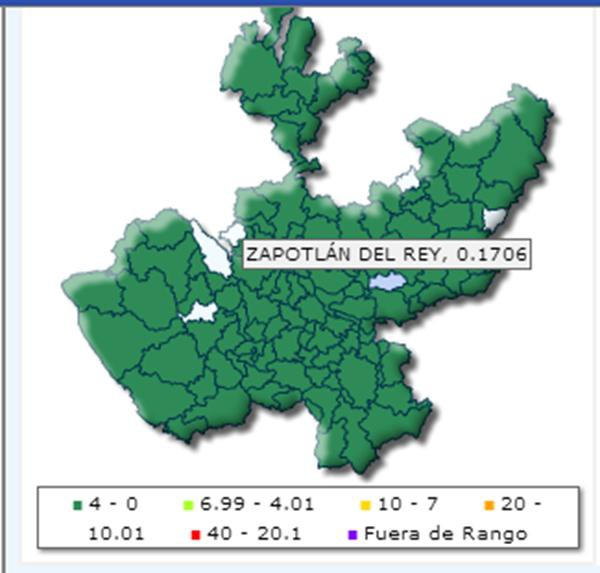 ZAPOTLÁN DEL REY, 0.1706
4 - 0 6.99 - 4.01 10 - 7 20 -
10.01 40 - 20.1 Fuera de Rango